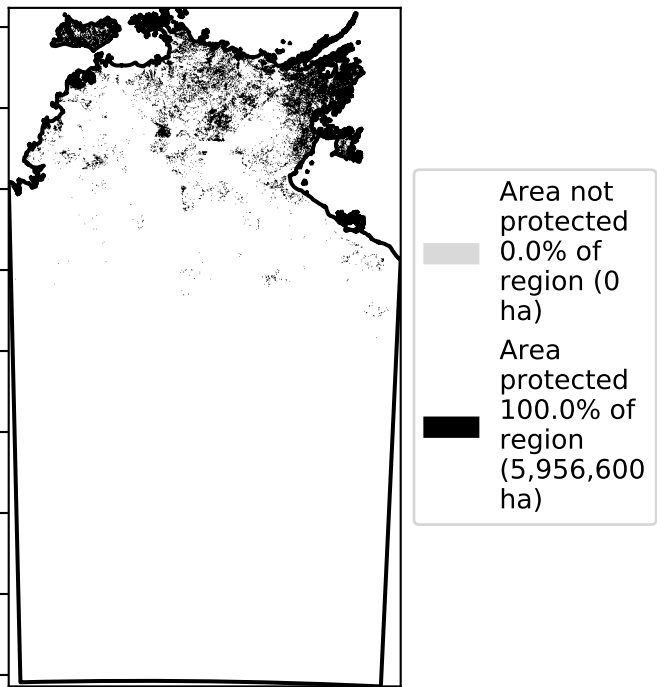 Area not
protected
0.0% of
region (0
ha)
Area
protected
100.0% of
region
(5,956,600
ha)